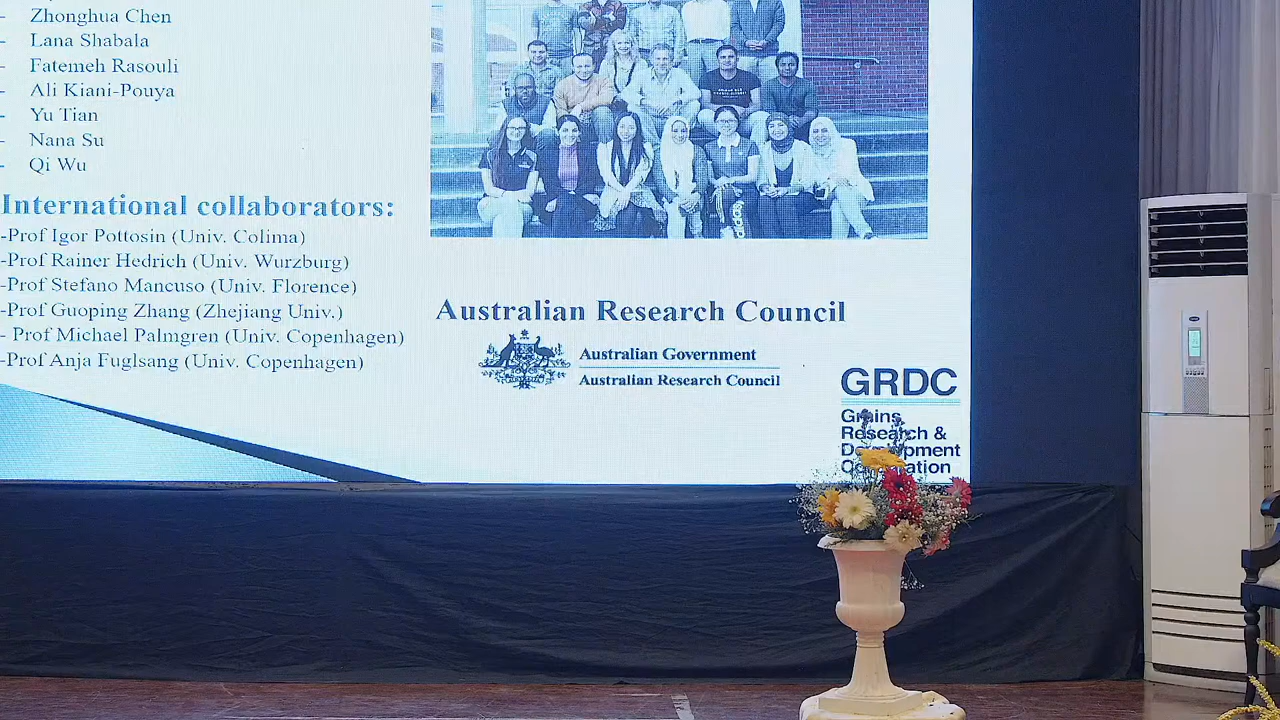 - Zhonghua Chen
- Lana Shabala
- Fatemeh Rasouli
- Ali Kiani-Pouya
- Yu Tian
- Nana Su
- Qi Wu
International collaborators:
-Prof Igor Pottosin (Univ. Colima)
-Prof Rainer Hedrich (Univ. Wurzburg)
-Prof Stefano Mancuso (Univ. Florence)
-Prof Guoping Zhang (Zhejiang Univ.)
- Prof Michael Palmgren (Univ. Copenhagen)
-Prof Anja Fuglsang (Univ. Copenhagen)
Australian Research Council
Australian Government
Australian Research Council
GRDC
Grains
Research &
Development
Corporation